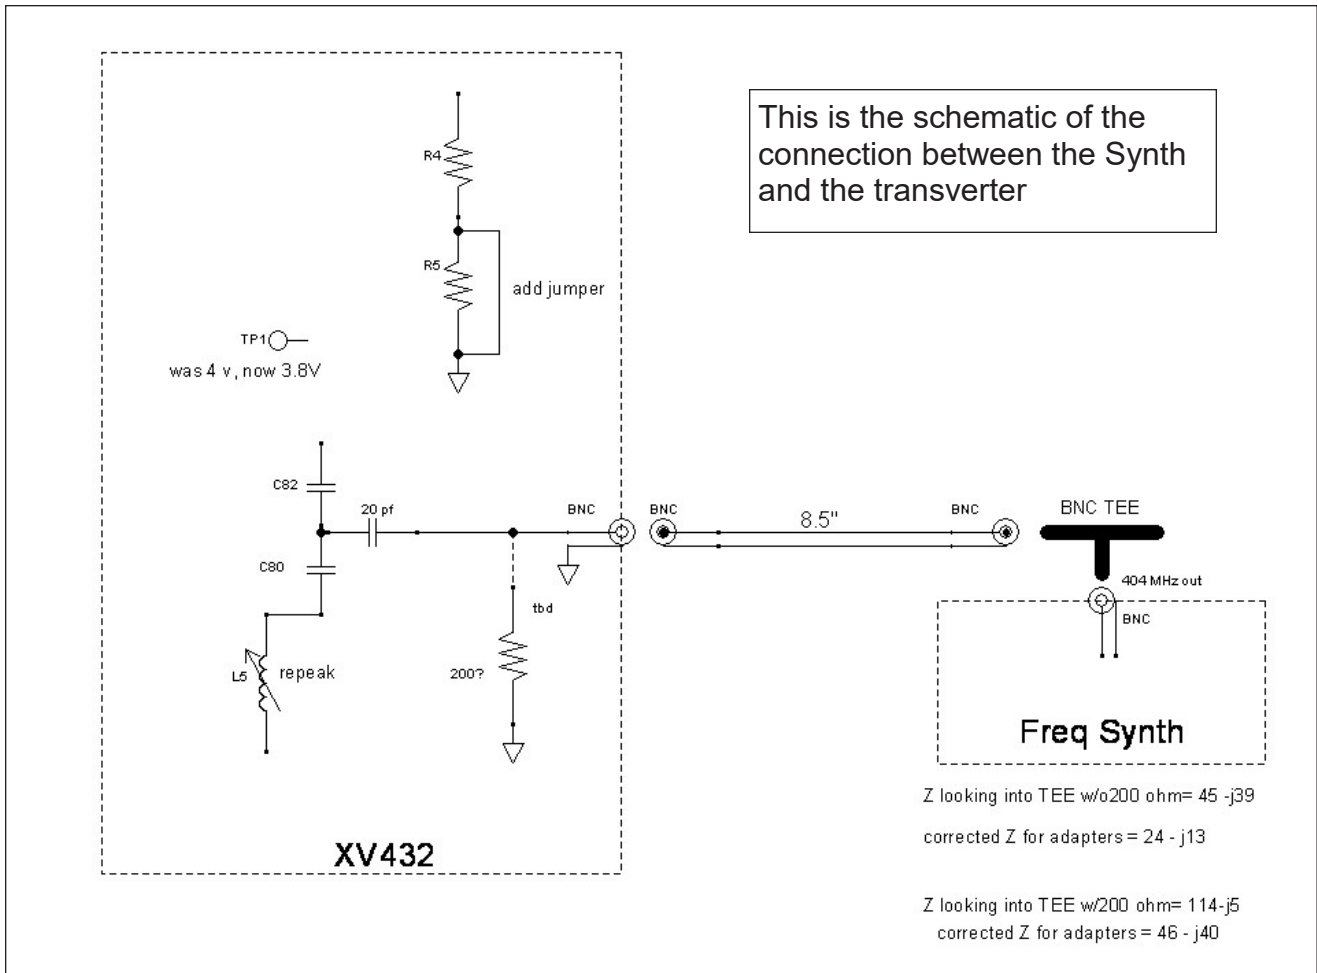 This is the schematic of the
connection between the Synth
and the transverter
R4
R5
add jumper
TP1
was 4 v, now 3.8V
C82
20 pf
BNC
BNC
8.5"
BNC
BNC TEE
C80
404 MHz out
BNC
tbd
L5
repeak
200?
Freq Synth
Z looking into TEE w/o200 ohm= 45 -j39
corrected Z for adapters = 24 - j13
XV432
Z looking into TEE w/200 ohm= 114-j5
corrected Z for adapters = 46 - j40